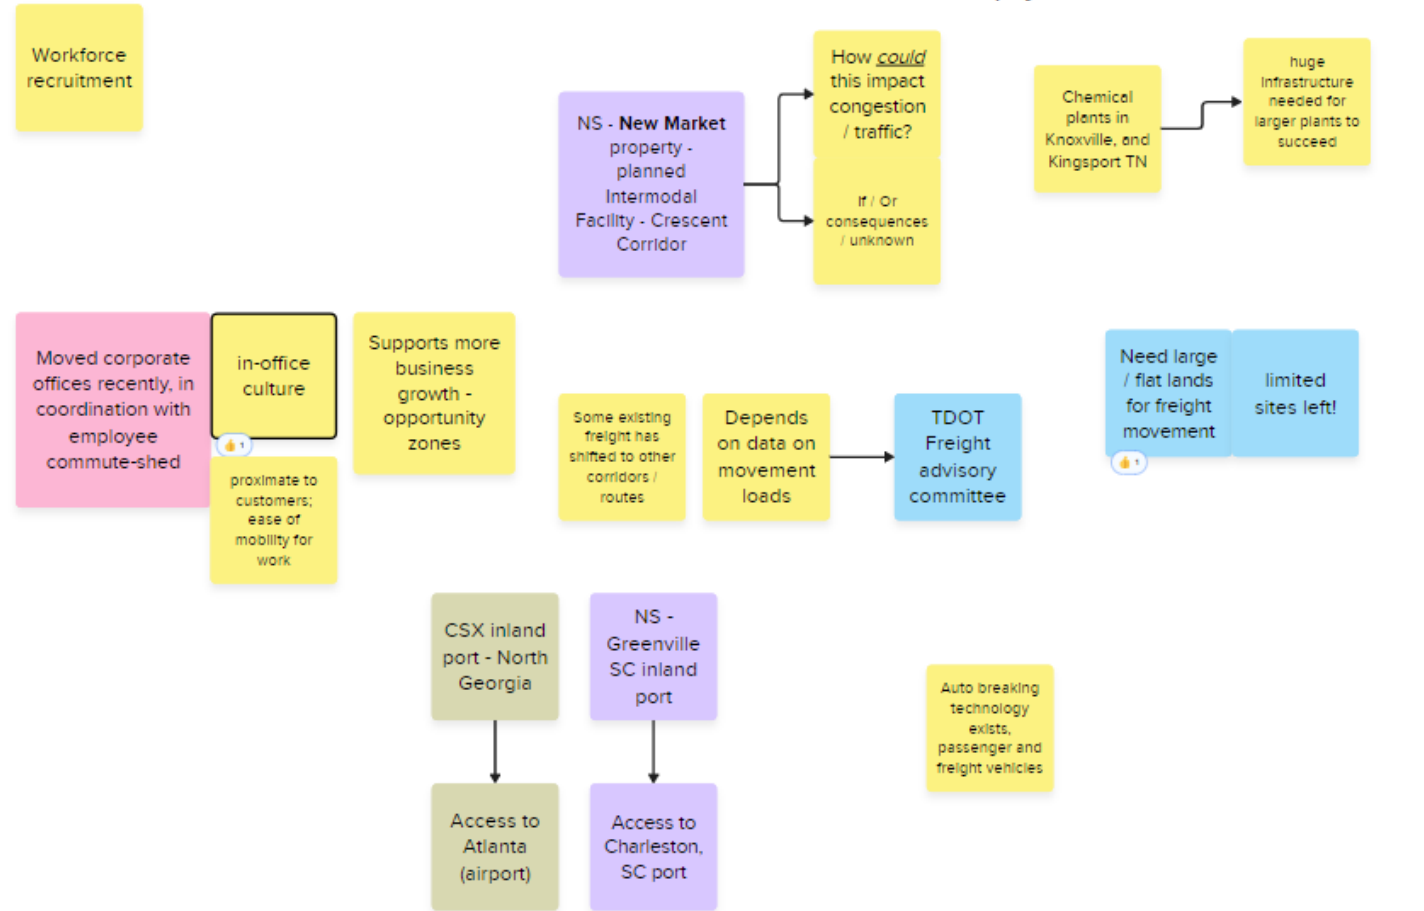 Workforce
recruitment
NS - New Market
property -
planned
Intermodal
Facility - Crescent
Corridor
How could
this impact
congestion
/ traffic?
If / Or
consequences
/ unknown
Chemical
plants in
Knoxville, and
Kingsport TN
huge
infrastructure
needed for
larger plants to
succeed
Moved corporate
offices recently, in
coordination with
employee
commute-shed
in-office
culture
1
proximate to
customers;
ease of
mobility for
work
Supports more
business
growth -
opportunity
zones
Some existing
freight has
shifted to other
corridors /
routes
Depends
on data on
movement
loads
TDOT
Freight
advisory
committee
Need large
/ flat lands
for freight
movement
1
limited
sites left!
CSX inland
port - North
Georgia
NS -
Greenville
SC inland
port
Access to
Atlanta
(airport)
Access to
Charleston,
SC port
Auto breaking
technology
exists,
passenger and
freight vehicles